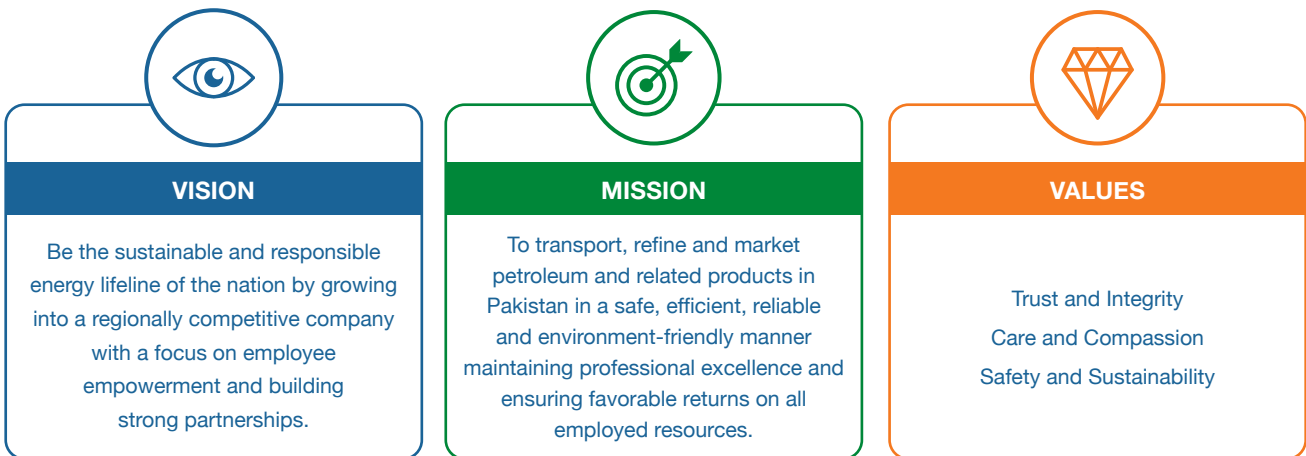 VISION
Be the sustainable and responsible
energy lifeline of the nation by growing
into a regionally competitive company
with a focus on employee
empowerment and building
strong partnerships.
MISSION
To transport, refine and market
petroleum and related products in
Pakistan in a safe, efficient, reliable
and environment-friendly manner
maintaining professional excellence and
ensuring favorable returns on all
employed resources.
VALUES
Trust and Integrity
Care and Compassion
Safety and Sustainability